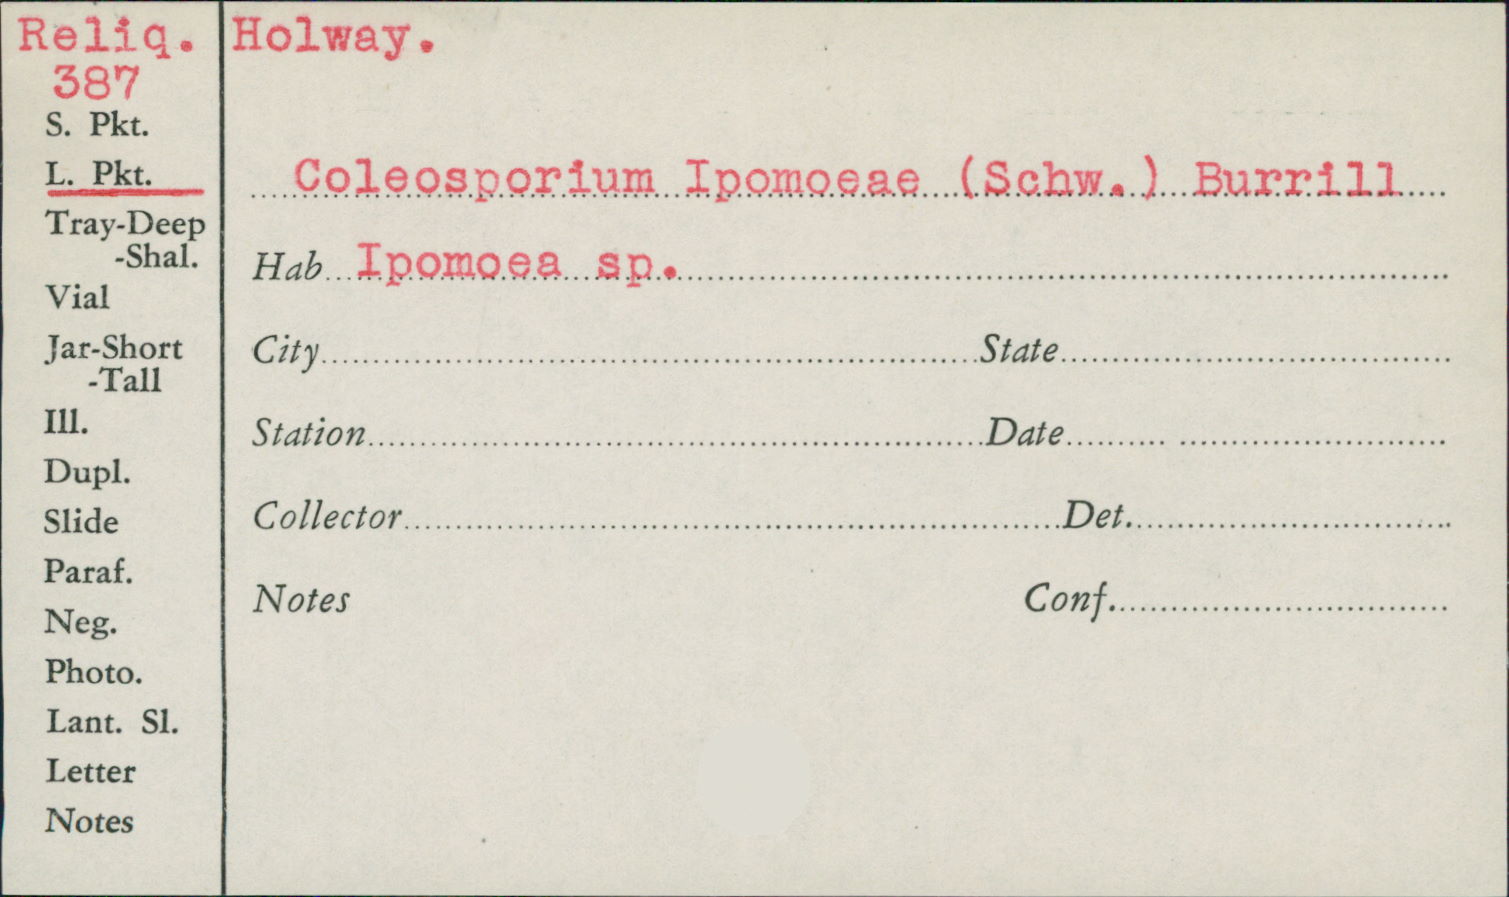 Reliq. Holway.
387
S. Pkt.
L. Pkt.
Tray-Deep
-Shal.
Vial
Jar-Short
-Tall
Ill.
Dupl.
Slide
Paraf.
Neg.
Photo.
Lant. Sl.
Letter
Notes
Coleosporium Ipomoeae (Schw.) Burrill
Hab Ipomoea sp.
City State
Station Date
Collector Det.
Notes Conf.